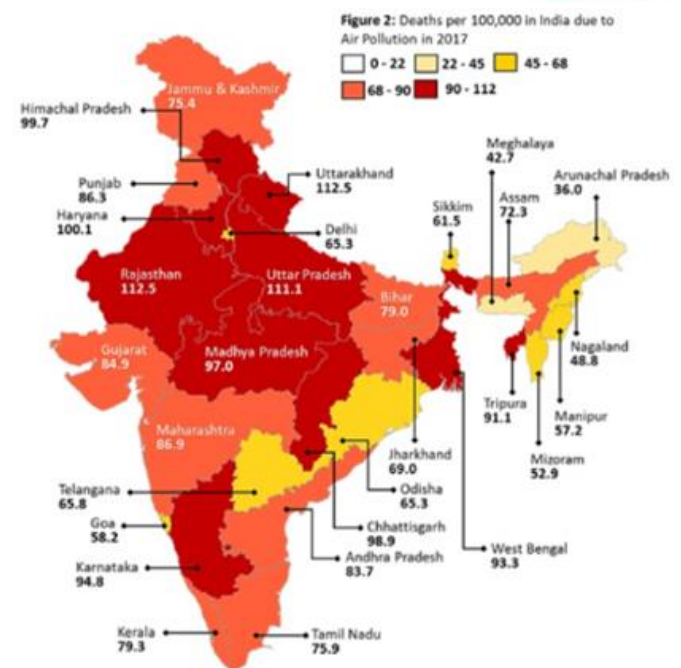 Figure 2: Deaths per 100,000 in India due to
Air Pollution in 2017
0 - 22
22 - 45
45 - 68
68 - 90
90 - 112
Jammu & Kashmir
75.4
Himachal Pradesh
99.7
Punjab
86.3
Haryana
100.1
Uttarakhand
112.5
Delhi
65.3
Meghalaya
42.7
Arunachal Pradesh
36.0
Sikkim
61.5
Assam
72.3
Rajasthan
112.5
Uttar Pradesh
111.1
Bihar
79.0
Gujarat
84.9
Madhya Pradesh
97.0
Nagaland
48.8
Tripura
91.1
Manipur
57.2
Mizoram
52.9
Maharashtra
86.9
Jharkhand
69.0
Telangana
65.8
Odisha
65.3
Goa
58.2
Chhattisgarh
98.9
West Bengal
93.3
Andhra Pradesh
83.7
Karnataka
94.8
Kerala
79.3
Tamil Nadu
75.9